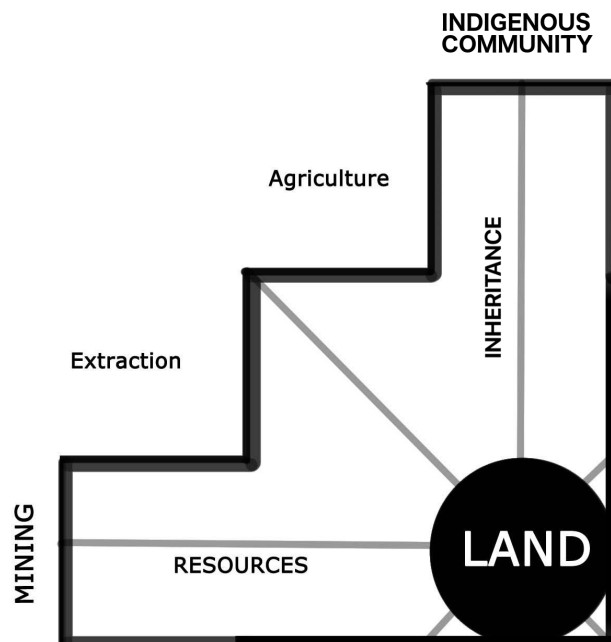 INDIGENOUS
COMMUNITY
Agriculture
INHERITANCE
Extraction
MINING
RESOURCES
LAND